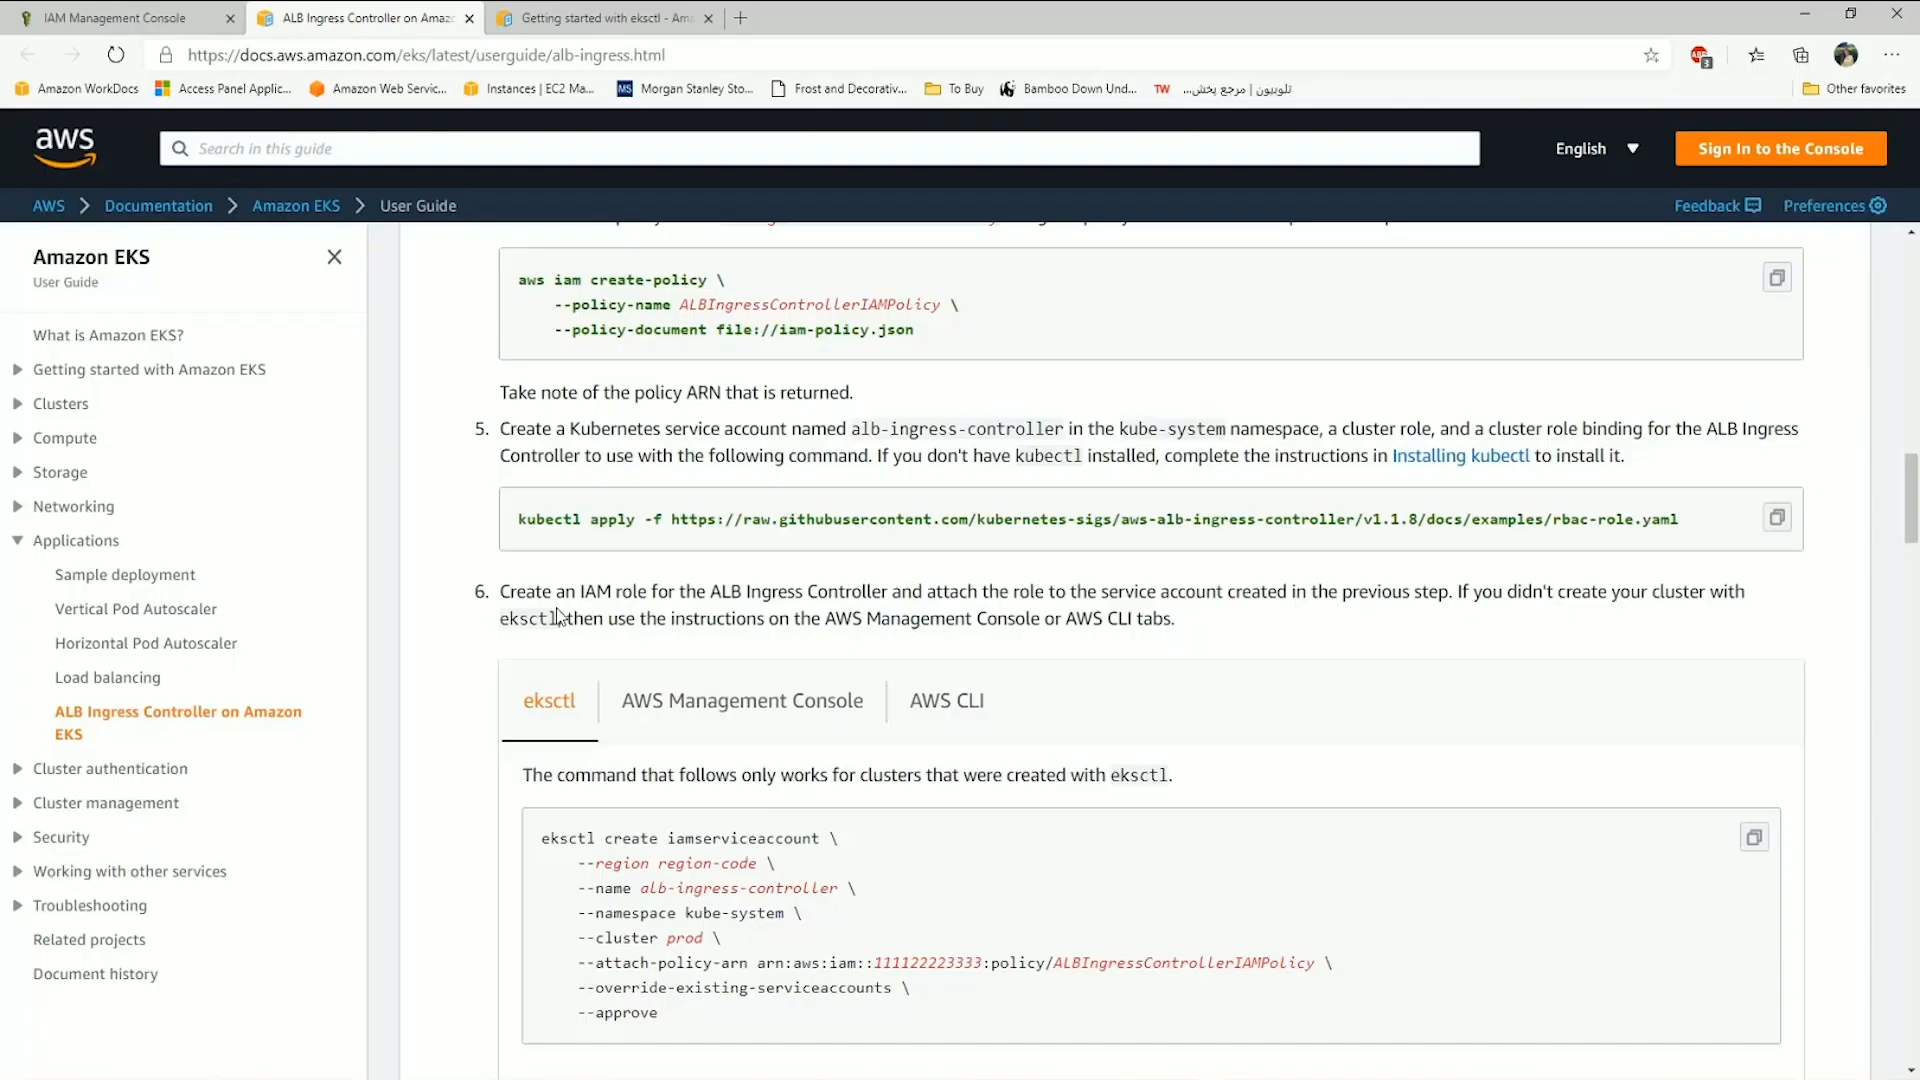 IAM Management Console
ALB Ingress Controller on Amaz
Getting started with eksctl - Am
https://docs.aws.amazon.com/eks/latest/userguide/alb-ingress.html
3
Amazon WorkDocs
Access Panel Applic...
Amazon Web Servic...
Instances | EC2 Ma...
MS
Morgan Stanley Sto...
Frost and Decorativ...
To Buy
Bamboo Down Und...
TW
تلوبیون | مرجع پخش...
Other favorites
aws
Search in this guide
English
Sign In to the Console
AWS
Documentation
Amazon EKS
User Guide
Feedback
Preferences
Amazon EKS
User Guide
What is Amazon EKS?
Getting started with Amazon EKS
Clusters
Compute
Storage
Networking
Applications
Sample deployment
Vertical Pod Autoscaler
Horizontal Pod Autoscaler
Load balancing
ALB Ingress Controller on Amazon
EKS
Cluster authentication
Cluster management
Security
Working with other services
Troubleshooting
Related projects
Document history
aws iam create-policy \
--policy-name ALBIngressControllerIAMPolicy \
--policy-document file://iam-policy.json
Take note of the policy ARN that is returned.
5. Create a Kubernetes service account named alb-ingress-controller in the kube-system namespace, a cluster role, and a cluster role binding for the ALB Ingress
Controller to use with the following command. If you don't have kubectl installed, complete the instructions in Installing kubectl to install it.
kubectl apply -f https://raw.githubusercontent.com/kubernetes-sigs/aws-alb-ingress-controller/v1.1.8/docs/examples/rbac-role.yaml
6. Create an IAM role for the ALB Ingress Controller and attach the role to the service account created in the previous step. If you didn't create your cluster with
eksctl then use the instructions on the AWS Management Console or AWS CLI tabs.
eksctl
AWS Management Console
AWS CLI
The command that follows only works for clusters that were created with eksctl.
eksctl create iamserviceaccount \
--region region-code \
--name alb-ingress-controller \
--namespace kube-system \
--cluster prod \
--attach-policy-arn arn:aws:iam::111122223333:policy/ALBIngressControllerIAMPolicy \
--override-existing-serviceaccounts \
--approve